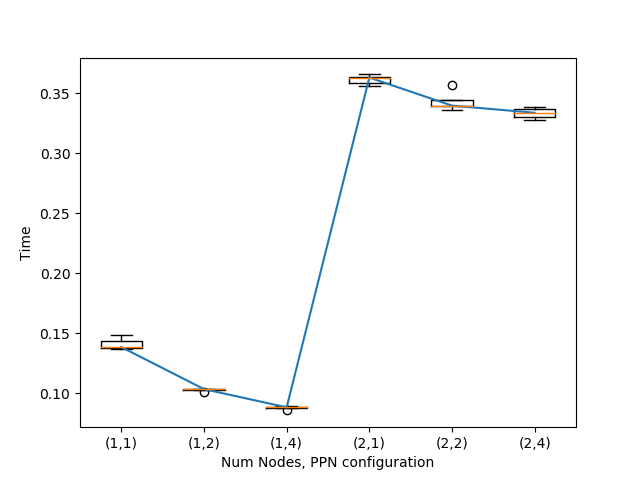 0.35
0.30
0.25
0.20
0.15
0.10
Time
(1,1) (1,2) (1,4) (2,1) (2,2) (2,4)
Num Nodes, PPN configuration